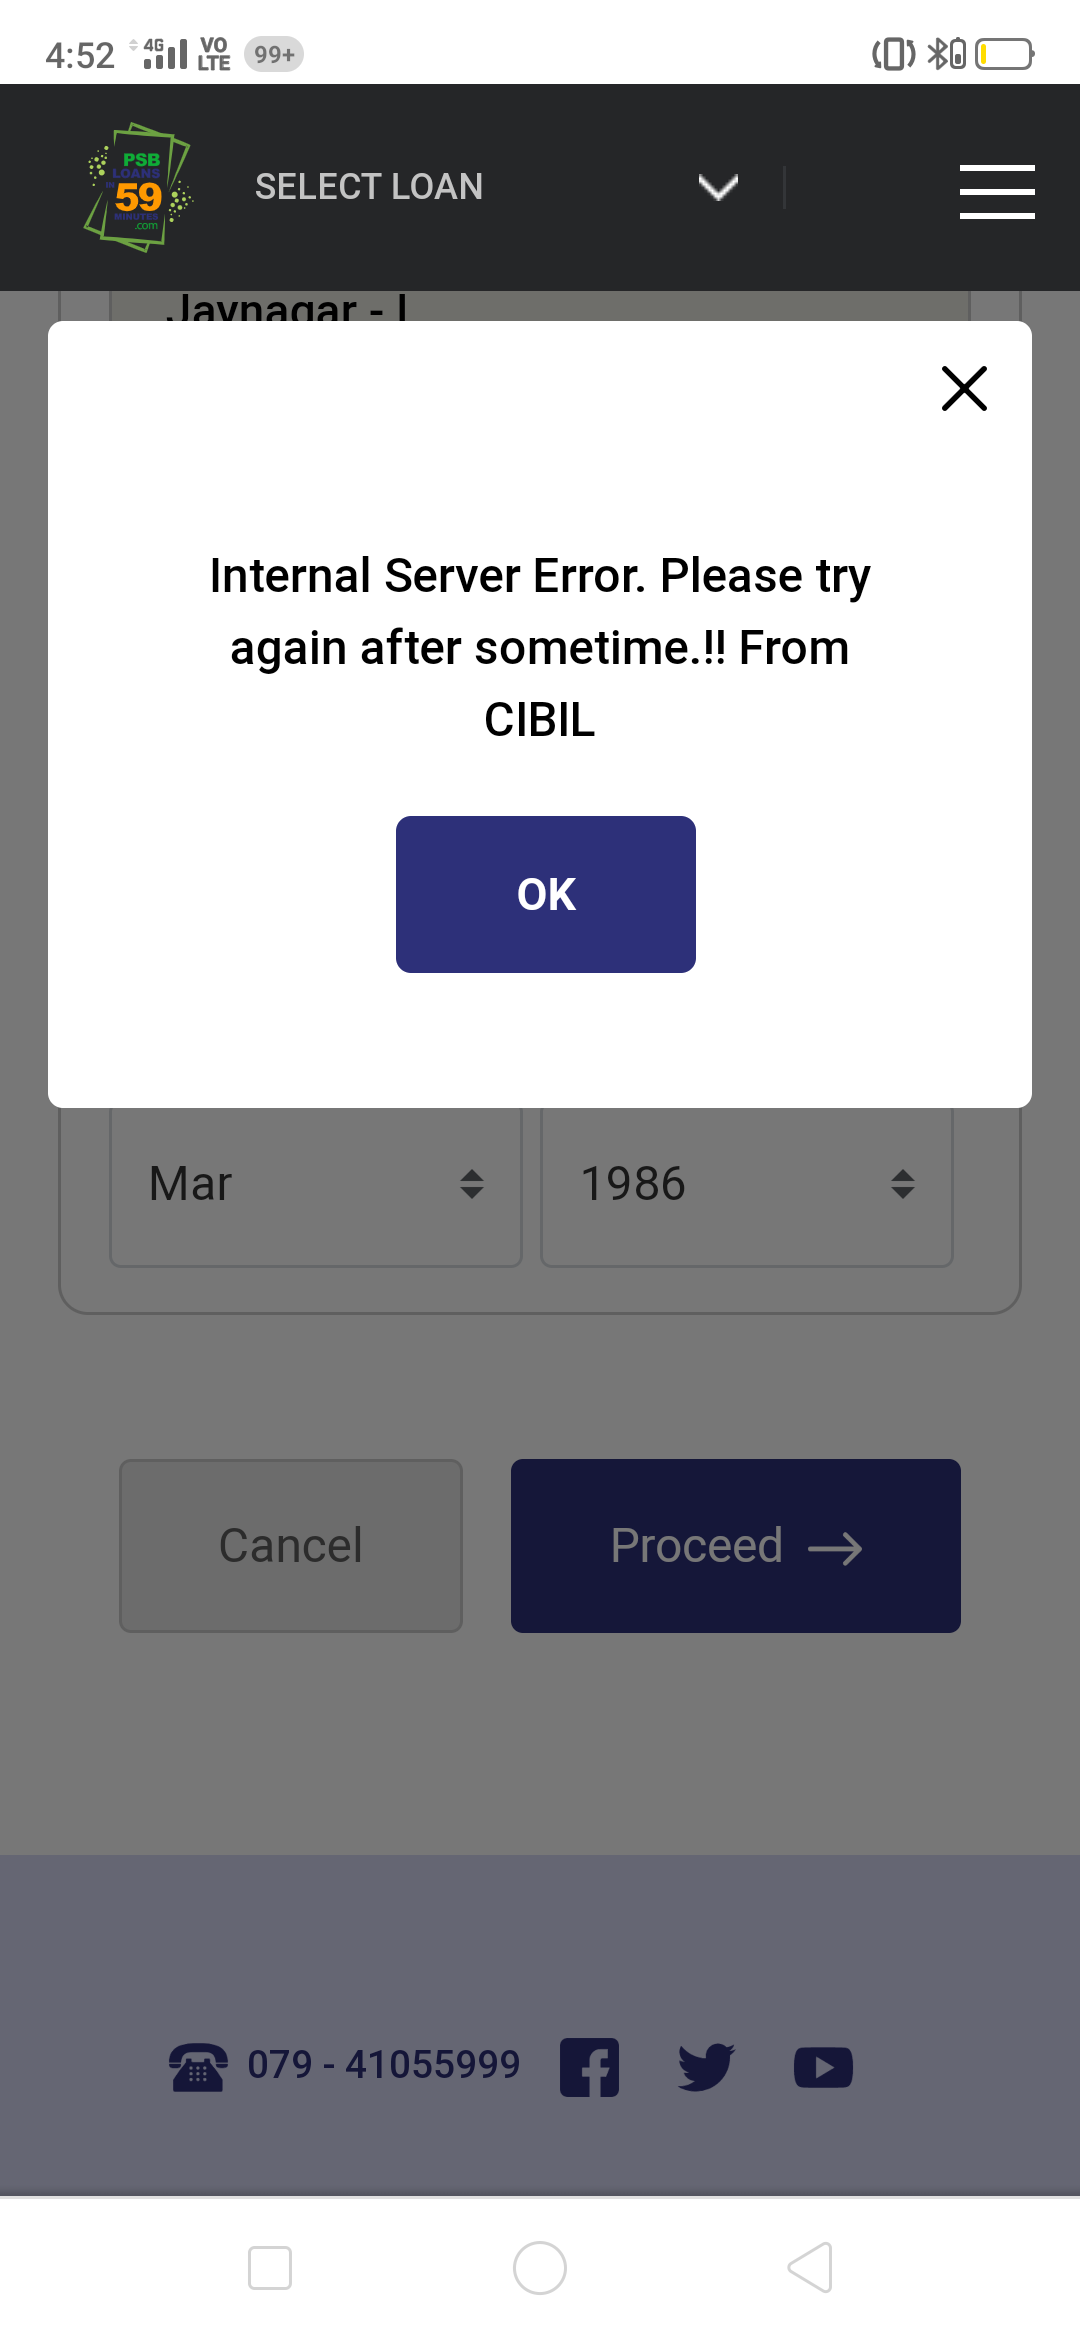 4:52 4G VO LTE 99+
PSB
LOANS
IN 59
MINUTES
.com
SELECT LOAN
Jaynagar - I
Internal Server Error. Please try
again after sometime.!! From
CIBIL
OK
Mar 1986
Cancel Proceed
079 - 41055999